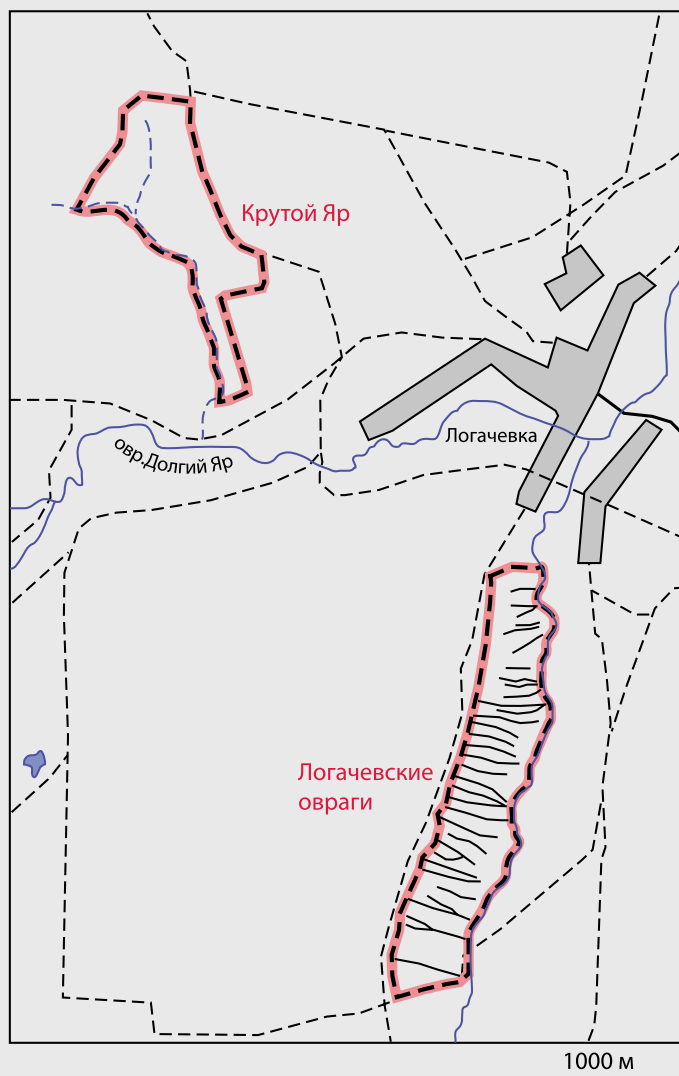 Крутой Яр
Логачевка
овр.Долгий Яр
Логачевские
овраги
1000 м